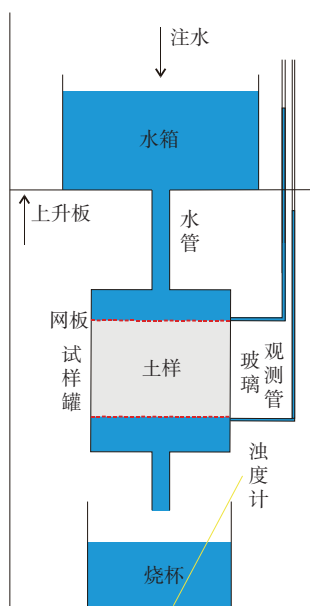 注水
水箱
上升板
水管
网板
试样罐
土样
玻璃
观测管
浊度计
烧杯